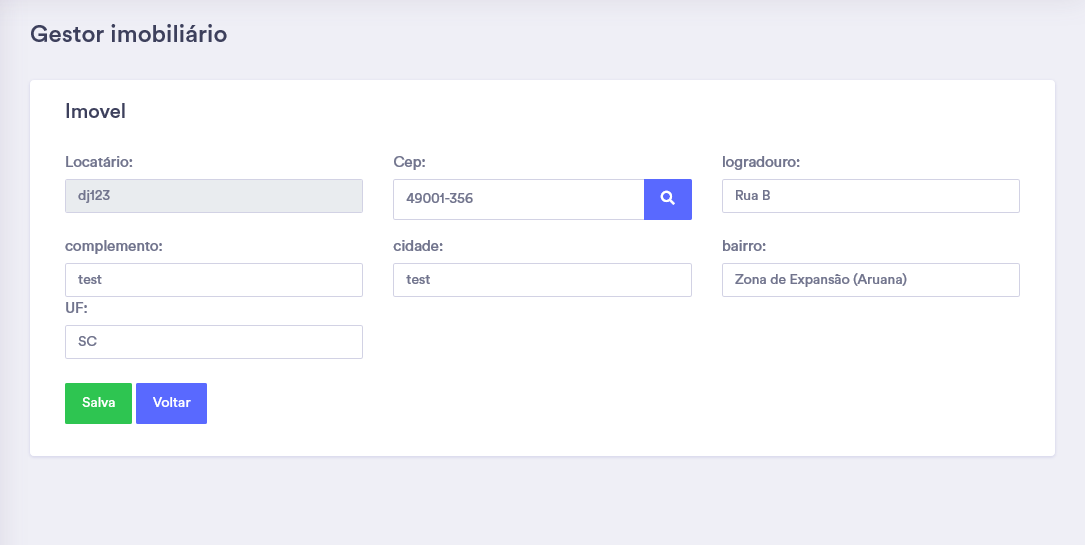 Gestor imobiliário
Imovel
Locatário: Cep: logradouro:
dj123 49001-356 Rua B
complemento: cidade: bairro:
test test Zona de Expansão (Aruana)
UF:
SC
Salva Voltar